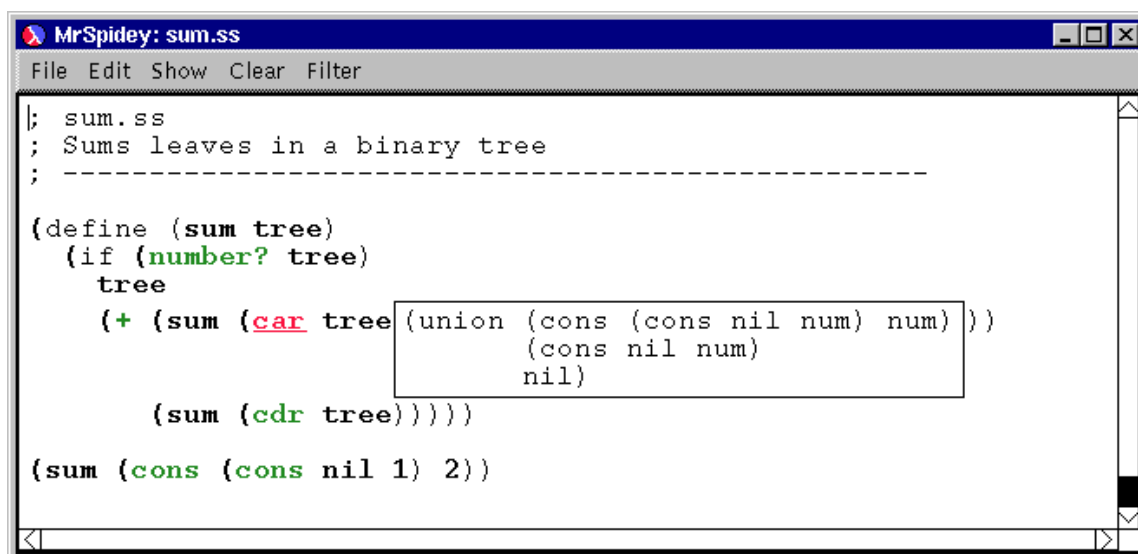 MrSpidey: sum.ss
File Edit Show Clear Filter
; sum.ss
; Sums leaves in a binary tree
; --------------------------------------------------
(define (sum tree)
(if (number? tree)
tree
(+ (sum (car tree (union (cons (cons nil num) num) ))
(cons nil num)
nil)
(sum (cdr tree)))))
(sum (cons (cons nil 1) 2))